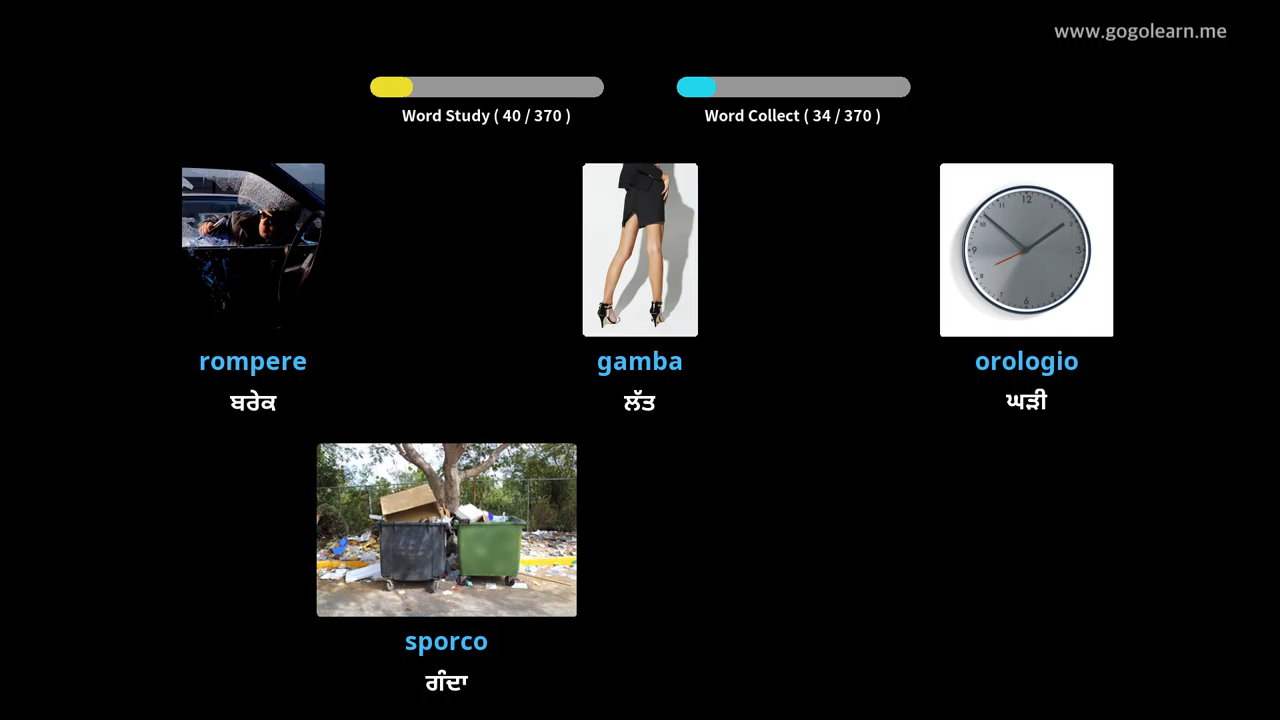 www.gogolearn.me
Word Study ( 40 / 370 )
Word Collect ( 34 / 370 )
rompere
ਬਰੇਕ
gamba
ਲੱਤ
orologio
ਘੜੀ
sporco
ਗੰਦਾ